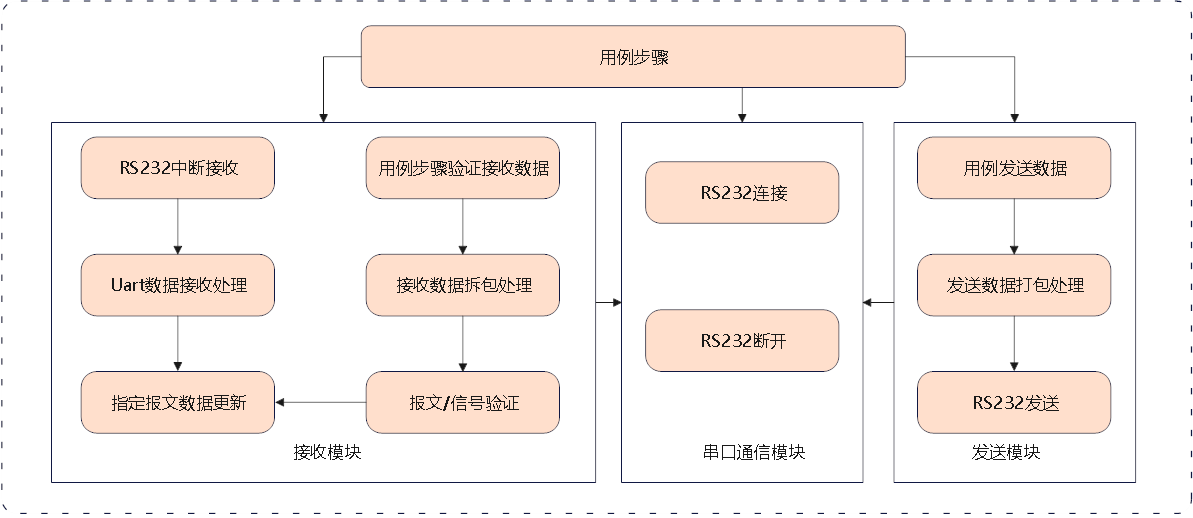 用例步骤
RS232中断接收
用例步骤验证接收数据
Uart数据接收处理
接收数据拆包处理
指定报文数据更新
报文/信号验证
接收模块
RS232连接
RS232断开
串口通信模块
用例发送数据
发送数据打包处理
RS232发送
发送模块